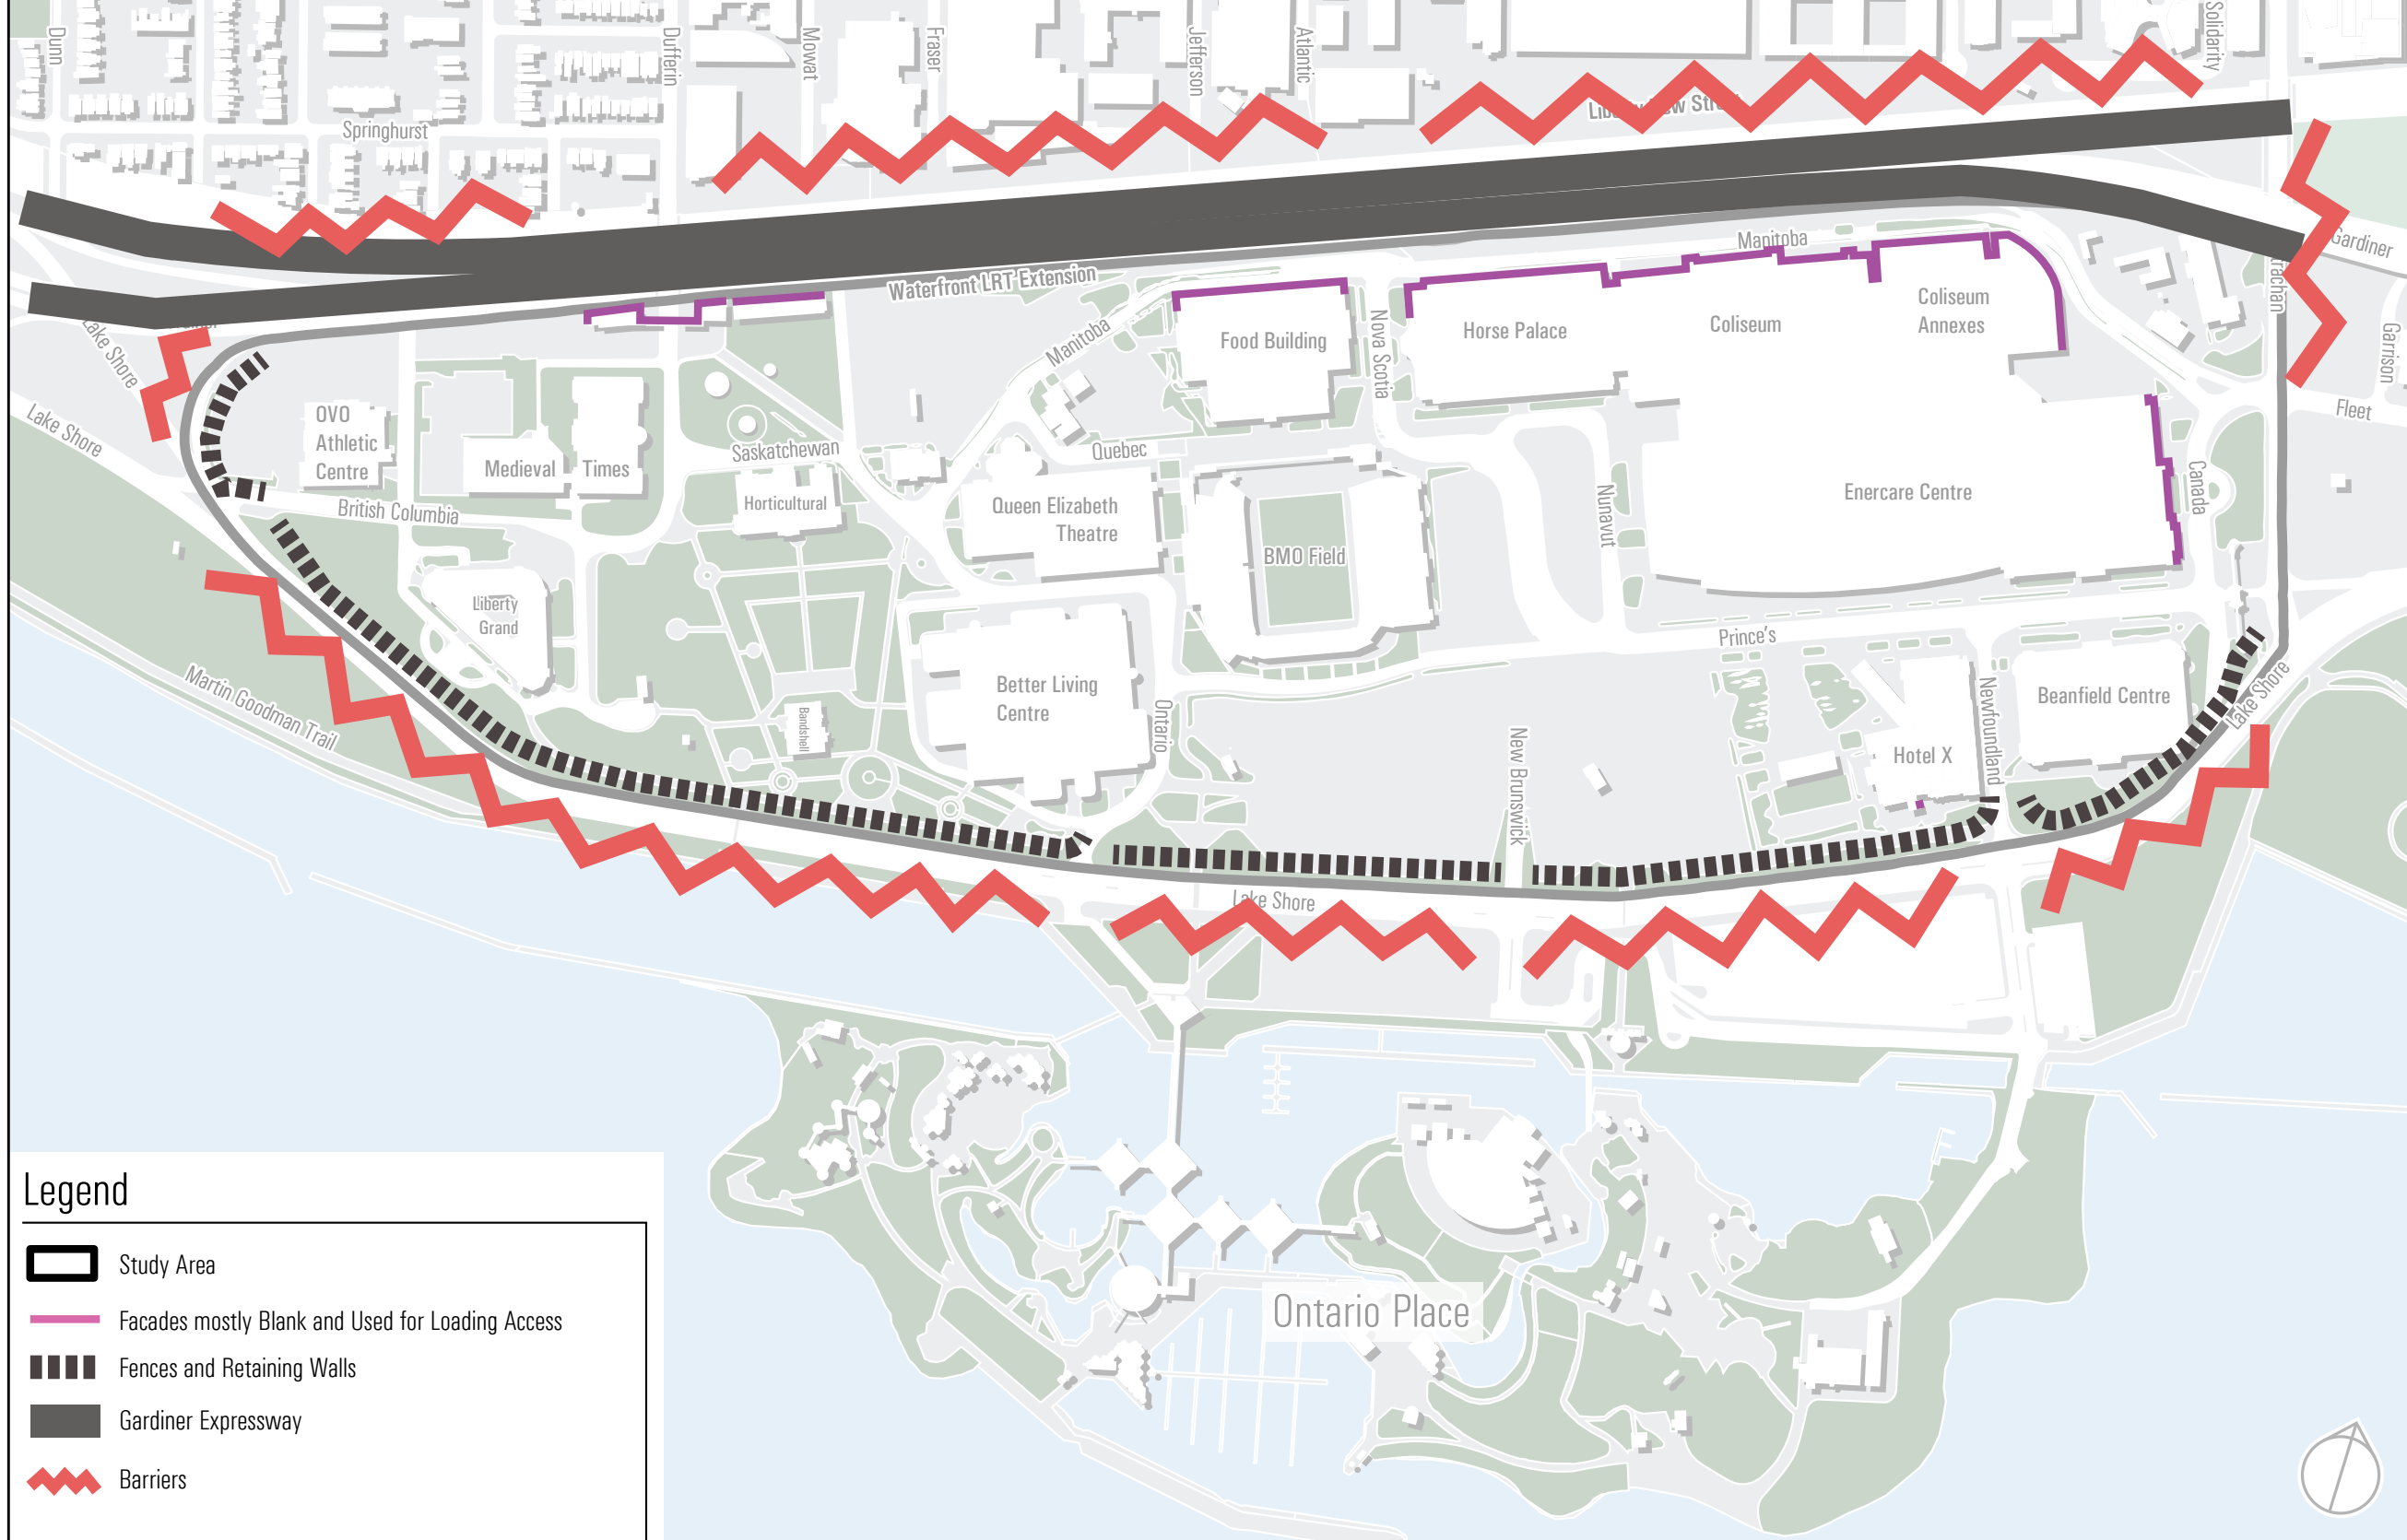 Dunn
Dufferin
Mowat
Fraser
Jefferson
Atlantic
Solidarity
Springhurst
Gardiner
Manitoba
Waterfront LRT Extension
Manitoba
Food Building
Nova Scotia
Horse Palace
Coliseum
Coliseum
Annexes
Garrison
Fleet
Lake Shore
Lake Shore
OVO
Athletic
Centre
Medieval
Times
Saskatchewan
Horticultural
Quebec
Queen Elizabeth
Theatre
BMO Field
Nunavut
Enercare Centre
Canada
British Columbia
Liberty
Grand
Prince's
Martin Goodman Trail
Bandshell
Better Living
Centre
Ontario
New Brunswick
Hotel X
Newfoundland
Beanfield Centre
Lake Shore
Lake Shore
Ontario Place
Legend
Study Area
Facades mostly Blank and Used for Loading Access
Fences and Retaining Walls
Gardiner Expressway
Barriers